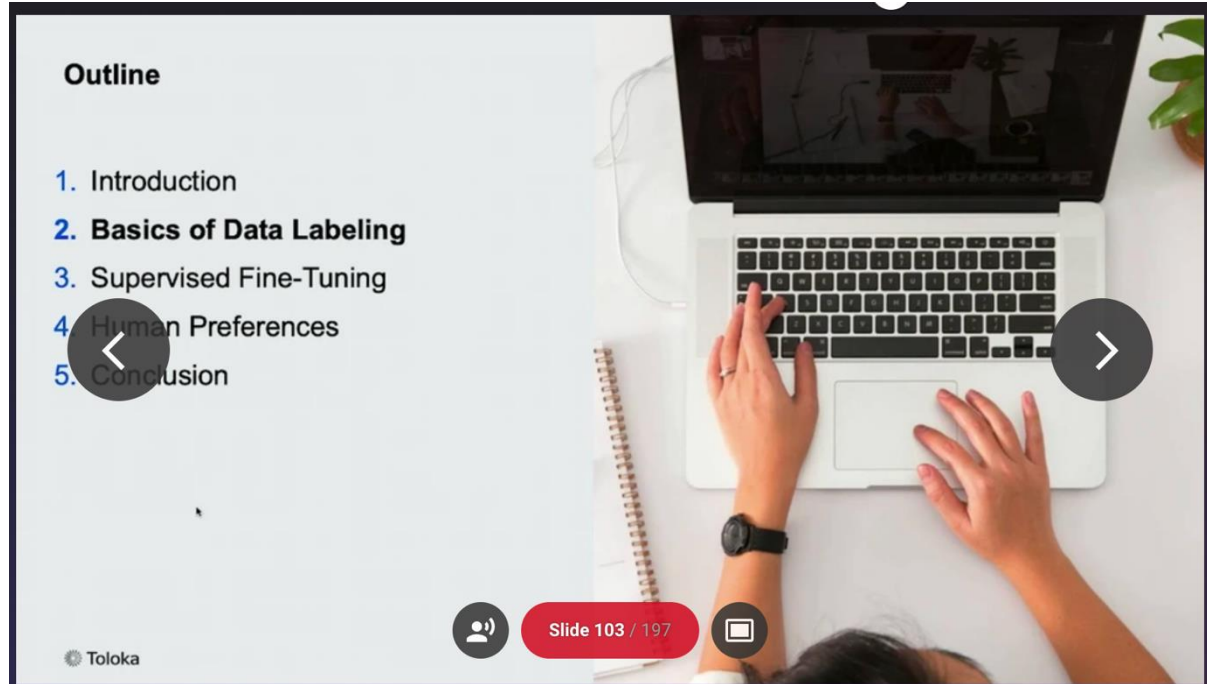 Outline
1. Introduction
2. Basics of Data Labeling
3. Supervised Fine-Tuning
4. Human Preferences
5. Conclusion
Slide 103 / 197
Toloka